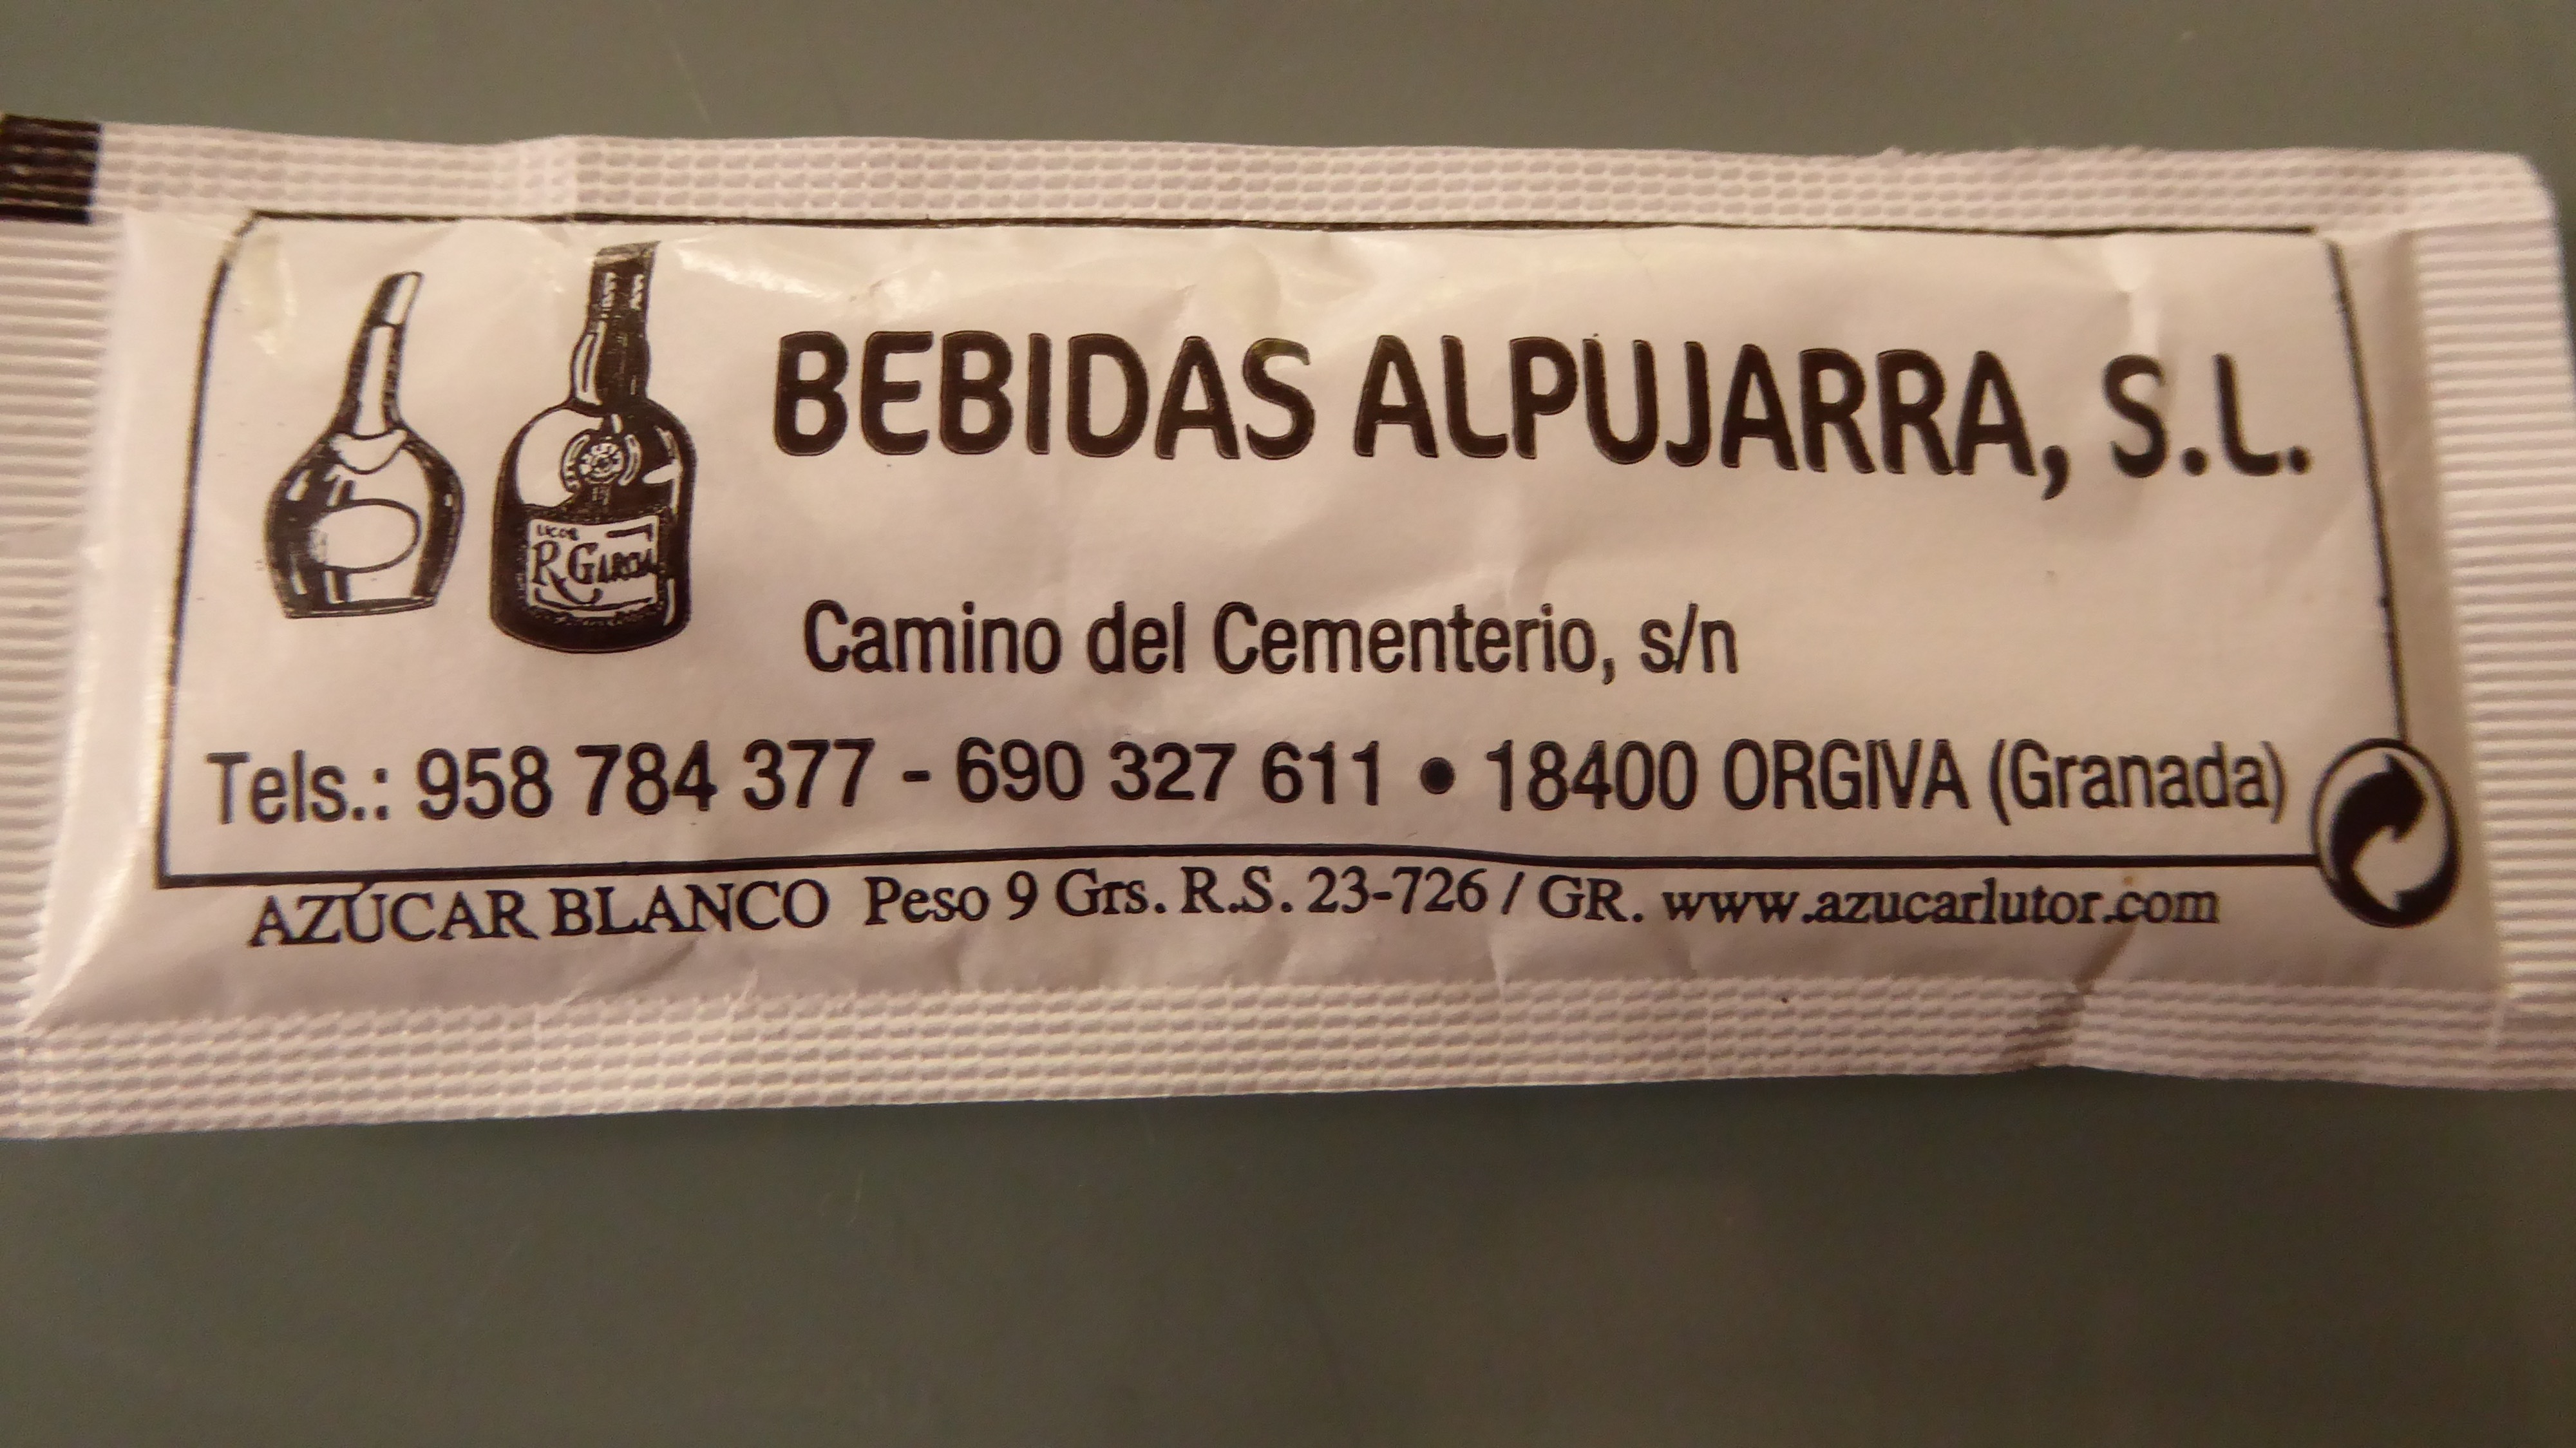 BEBIDAS ALPUJARRA, S.L.
R GARCIA
Camino del Cementerio, s/n
Tels.: 958 784 377 - 690 327 611 • 18400 ORGIVA (Granada)
AZÚCAR BLANCO Peso 9 Grs. R.S. 23-726 / GR. www.azucarlutor.com